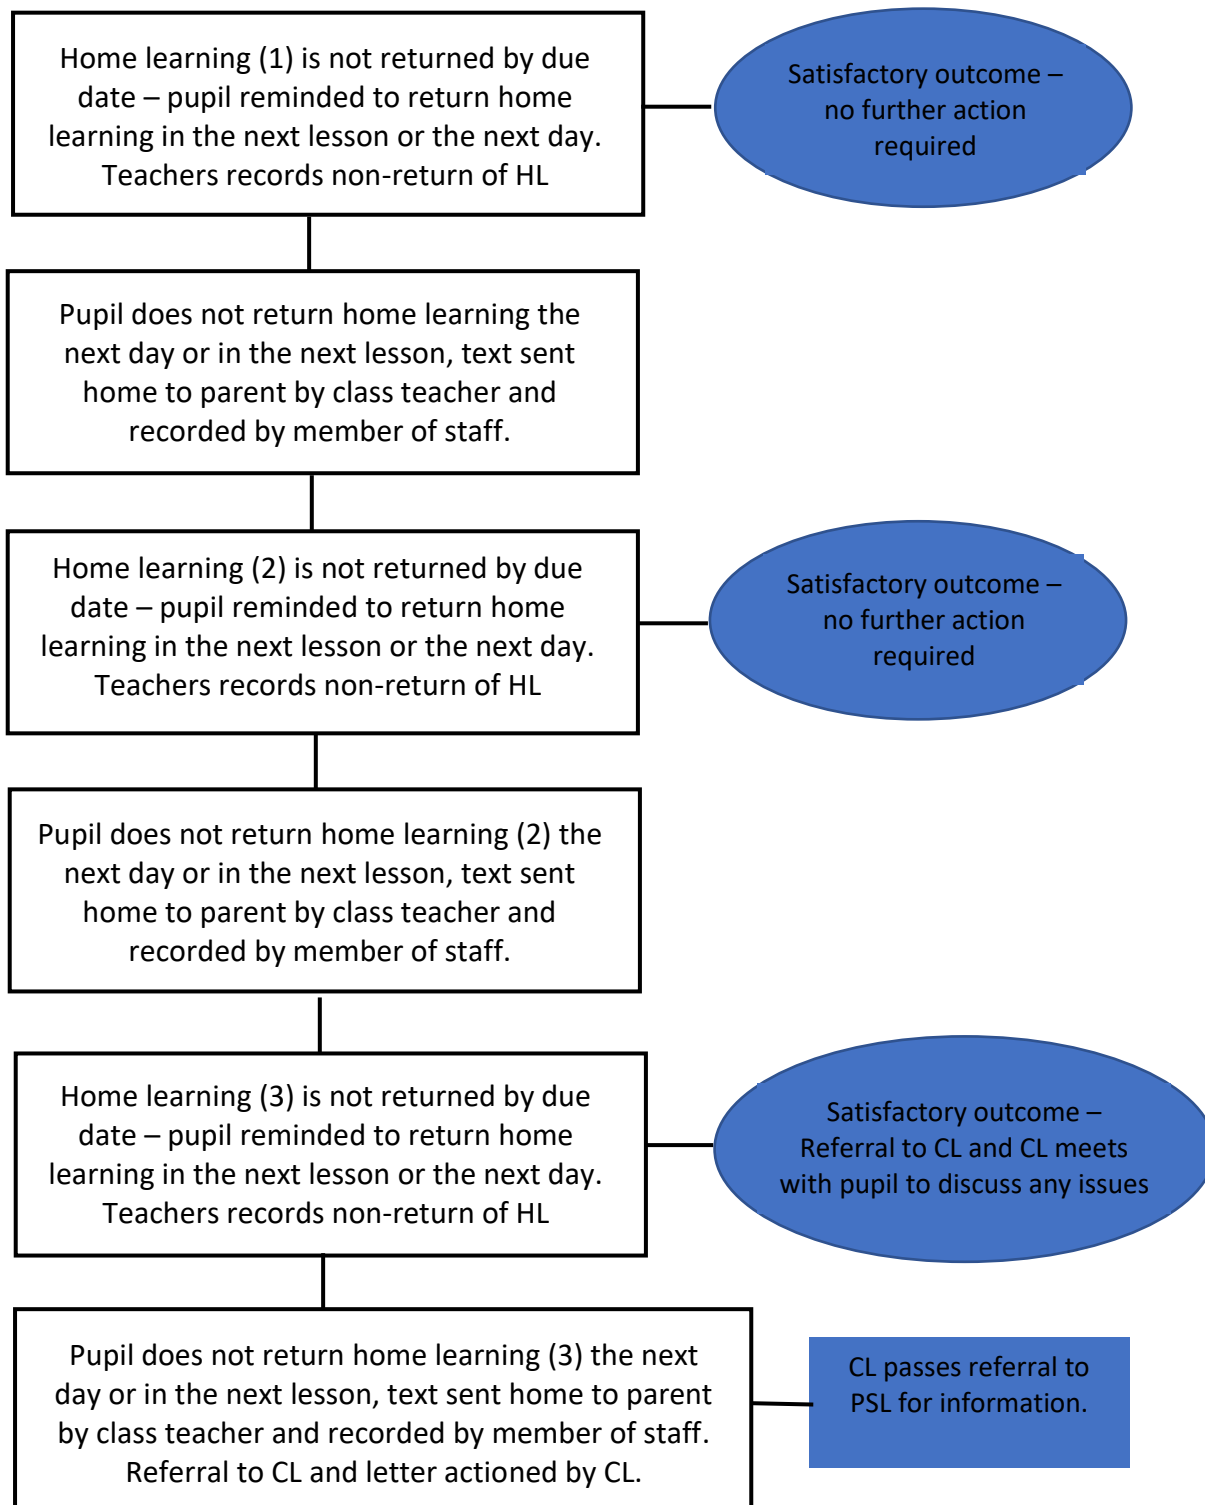 Home learning (1) is not returned by due
date – pupil reminded to return home
learning in the next lesson or the next day.
Teachers records non-return of HL
Satisfactory outcome –
no further action
required
Pupil does not return home learning the
next day or in the next lesson, text sent
home to parent by class teacher and
recorded by member of staff.
Home learning (2) is not returned by due
date – pupil reminded to return home
learning in the next lesson or the next day.
Teachers records non-return of HL
Satisfactory outcome –
no further action
required
Pupil does not return home learning (2) the
next day or in the next lesson, text sent
home to parent by class teacher and
recorded by member of staff.
Home learning (3) is not returned by due
date – pupil reminded to return home
learning in the next lesson or the next day.
Teachers records non-return of HL
Satisfactory outcome –
Referral to CL and CL meets
with pupil to discuss any issues
Pupil does not return home learning (3) the next
day or in the next lesson, text sent home to parent
by class teacher and recorded by member of staff.
Referral to CL and letter actioned by CL.
CL passes referral to
PSL for information.